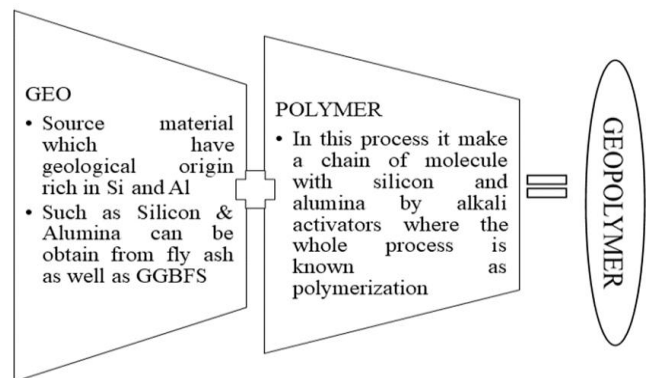 GEO
• Source material
which have
geological origin
rich in Si and Al
• Such as Silicon &
Alumina can be
obtain from fly ash
as well as GGBFS
POLYMER
• In this process it make
a chain of molecule
with silicon and
alumina by alkali
activators where the
whole process is
known as
polymerization
GEOPOLYMER